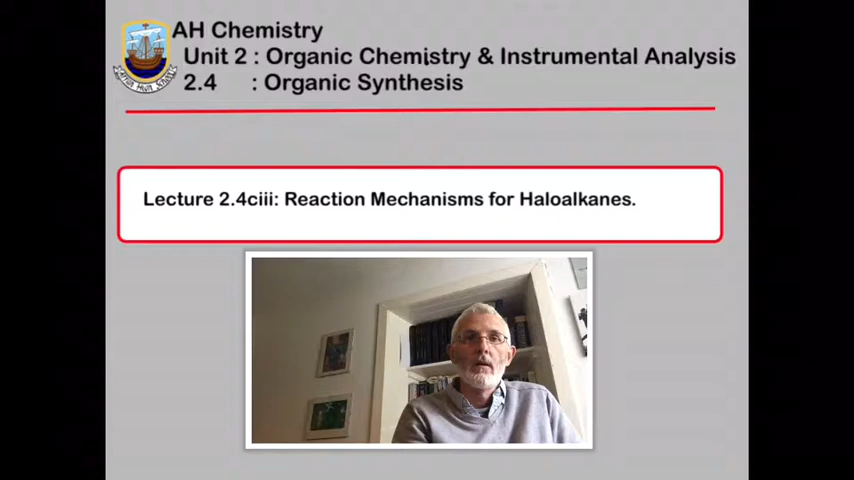 AH Chemistry
Unit 2 : Organic Chemistry & Instrumental Analysis
2.4 : Organic Synthesis
Lecture 2.4ciii: Reaction Mechanisms for Haloalkanes.